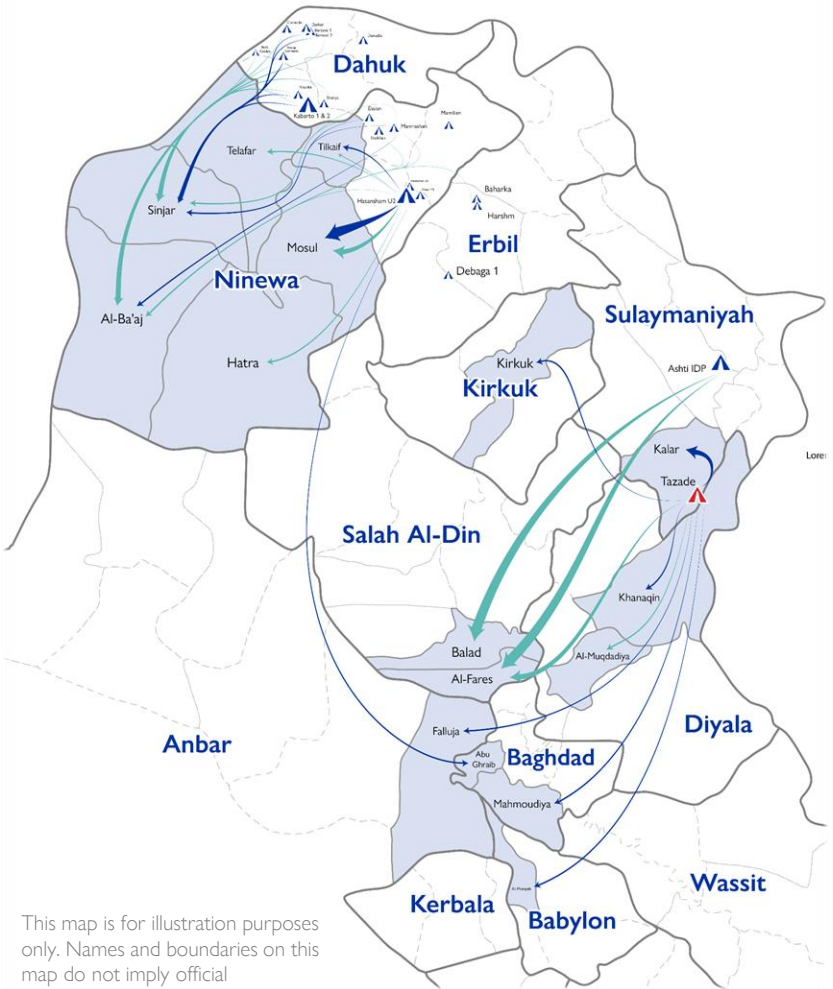 Dahuk
Kabarto 1 & 2
Mamilian
Telafar
Tilkaif
Hasansham U2
Baharka
Harshm
Sinjar
Erbil
Mosul
Debaga 1
Ninewa
Al-Ba'aj
Sulaymaniyah
Hatra
Kirkuk
Kirkuk
Ashti IDP
Kalar
Lorem
Tazade
Salah Al-Din
Khanaqin
Balad
Al-Muqdadiya
Al-Fares
Anbar
Falluja
Diyala
Abu
Ghraib
Baghdad
Mahmoudiya
Wassit
Kerbala
Babylon
This map is for illustration purposes
only. Names and boundaries on this
map do not imply official